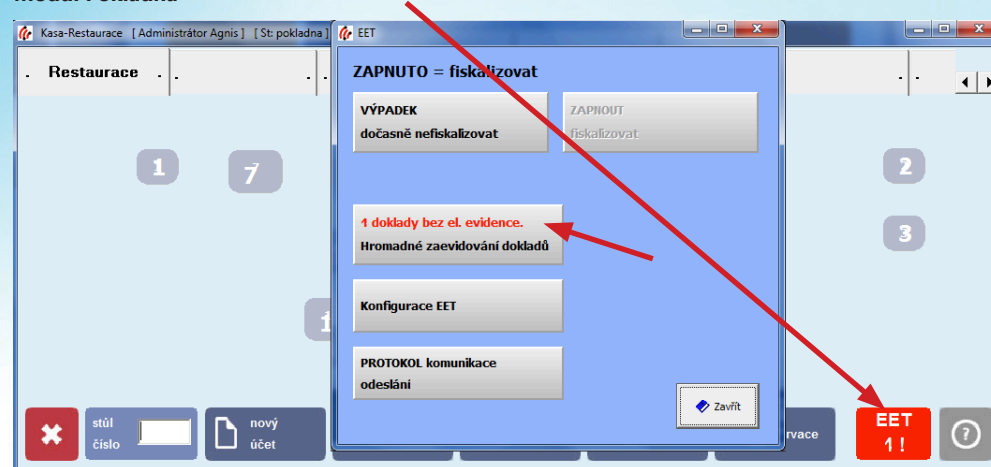 Kasa-Restaurace [ Administrátor Agnis ] [ St: pokladna ]
EET
. Restaurace . . . . . .
ZAPNUTO = fiskalizovat
VÝPADEK
dočasně nefiskalizovat
ZAPNOUT
fiskalizovat
1
7
2
1 doklady bez el. evidence.
Hromadné zaevidování dokladů
3
Konfigurace EET
1
PROTOKOL komunikace
odeslání
Zavřít
stůl
číslo
nový
účet
rvace
EET
1 !
?